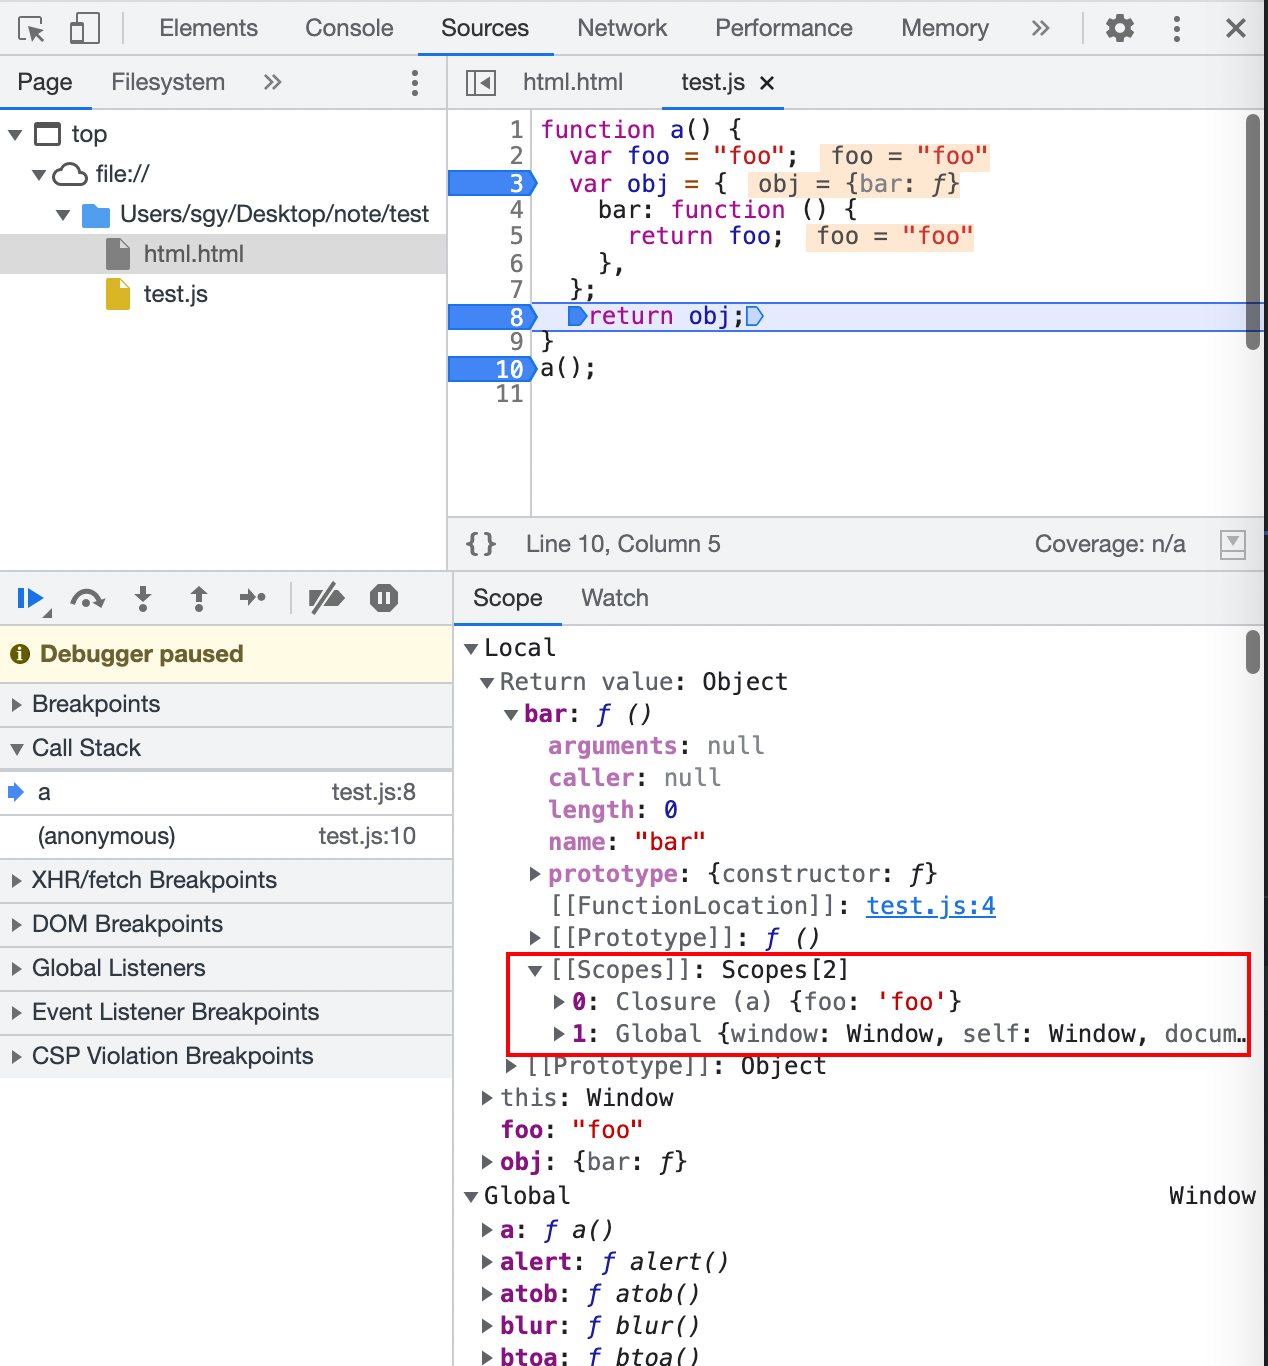 Elements Console Sources Network Performance Memory
Page Filesystem
html.html test.js
top
file://
Users/sgy/Desktop/note/test
html.html
test.js
1 function a() {
2 var foo = "foo"; foo = "foo"
3 var obj = { obj = {bar: ƒ}
4 bar: function () {
5 return foo; foo = "foo"
6 },
7 };
8 return obj;
9 }
10 a();
11
{} Line 10, Column 5 Coverage: n/a
Debugger paused
Breakpoints
Call Stack
a test.js:8
(anonymous) test.js:10
XHR/fetch Breakpoints
DOM Breakpoints
Global Listeners
Event Listener Breakpoints
CSP Violation Breakpoints
Scope Watch
Local
Return value: Object
bar: ƒ ()
arguments: null
caller: null
length: 0
name: "bar"
prototype: {constructor: ƒ}
[[FunctionLocation]]: test.js:4
[[Prototype]]: ƒ ()
[[Scopes]]: Scopes[2]
0: Closure (a) {foo: 'foo'}
1: Global {window: Window, self: Window, docum…
[[Prototype]]: Object
this: Window
foo: "foo"
obj: {bar: ƒ}
Global Window
a: ƒ a()
alert: ƒ alert()
atob: ƒ atob()
blur: ƒ blur()
btoa: ƒ btoa()